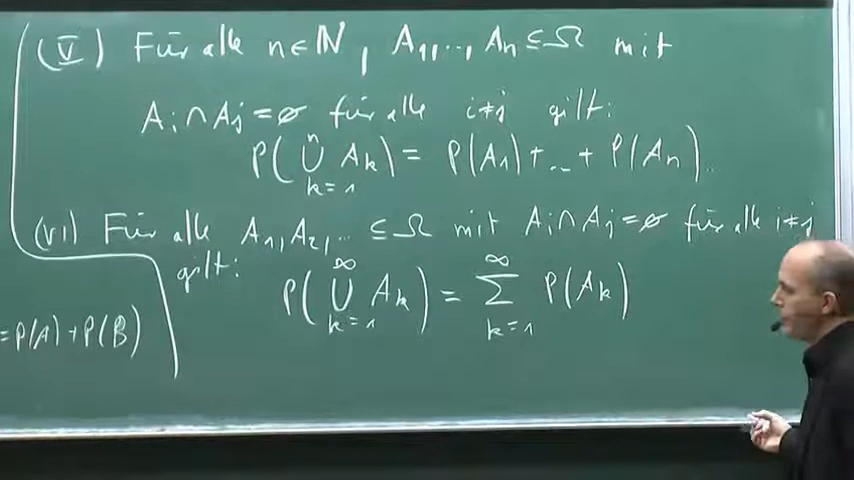 (V) Für alle n∈ℕ, A₁,..., Aₙ ⊆ Ω mit
Aᵢ ∩ Aⱼ = ∅ für alle i≠j gilt:
P(⋃ₖ₌₁ⁿ Aₖ) = P(A₁)+...+P(Aₙ).
(VI) Für alle A₁,A₂,... ⊆ Ω mit Aᵢ ∩ Aⱼ = ∅ für alle i≠j
gilt:
P(⋃ₖ₌₁^∞ Aₖ) = ∑ₖ₌₁^∞ P(Aₖ)
=P(A)+P(B)